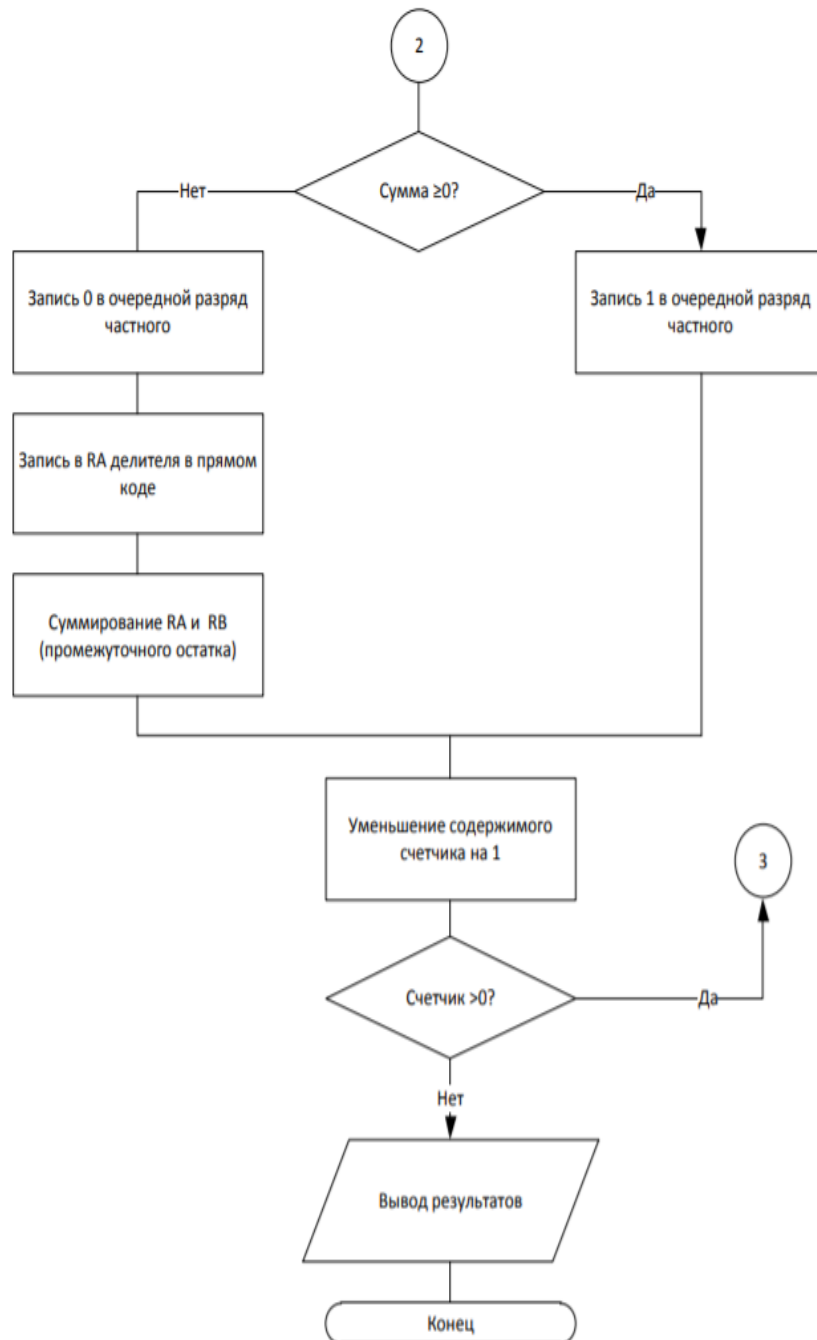 2
Сумма ≥0?
Нет
Да
Запись 0 в очередной разряд
частного
Запись 1 в очередной разряд
частного
Запись в RA делителя в прямом
коде
Суммирование RA и RB
(промежуточного остатка)
Уменьшение содержимого
счетчика на 1
3
Счетчик >0?
Да
Нет
Вывод результатов
Конец